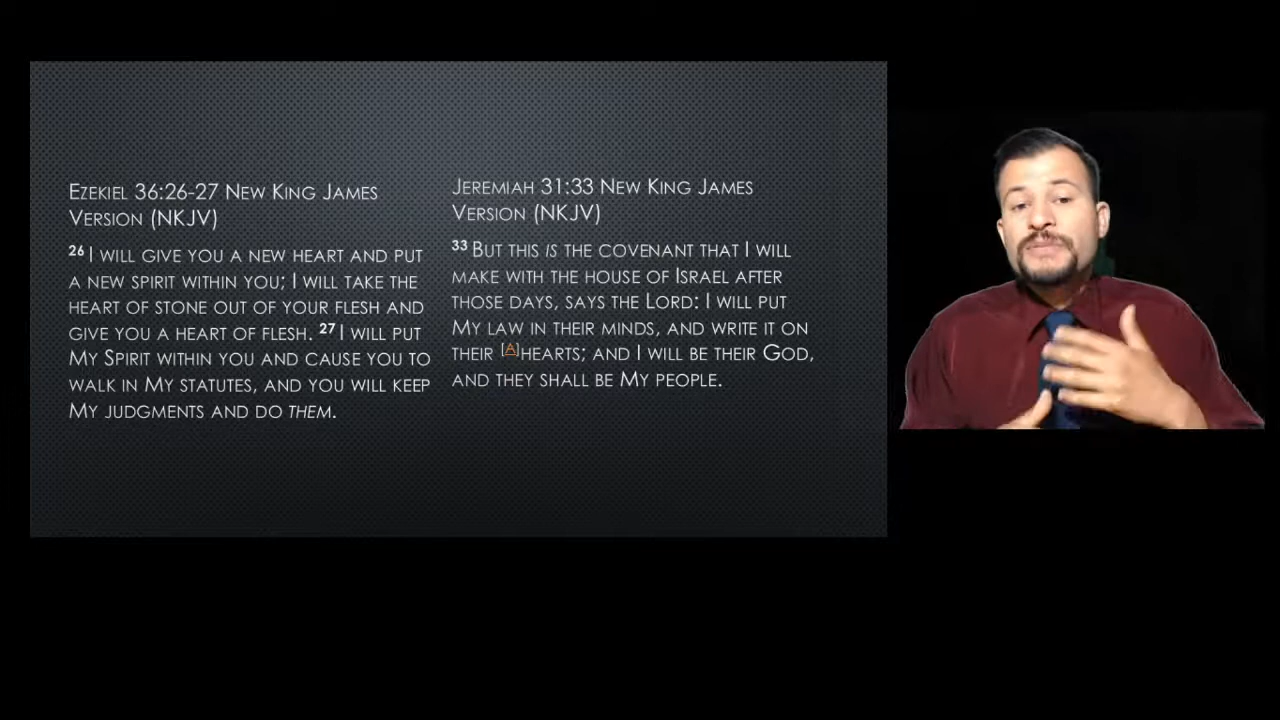 Ezekiel 36:26-27 New King James
Version (NKJV)
26 I will give you a new heart and put
a new spirit within you; I will take the
heart of stone out of your flesh and
give you a heart of flesh. 27 I will put
My Spirit within you and cause you to
walk in My statutes, and you will keep
My judgments and do them.
Jeremiah 31:33 New King James
Version (NKJV)
33 But this is the covenant that I will
make with the house of Israel after
those days, says the Lord: I will put
My law in their minds, and write it on
their [A]hearts; and I will be their God,
and they shall be My people.